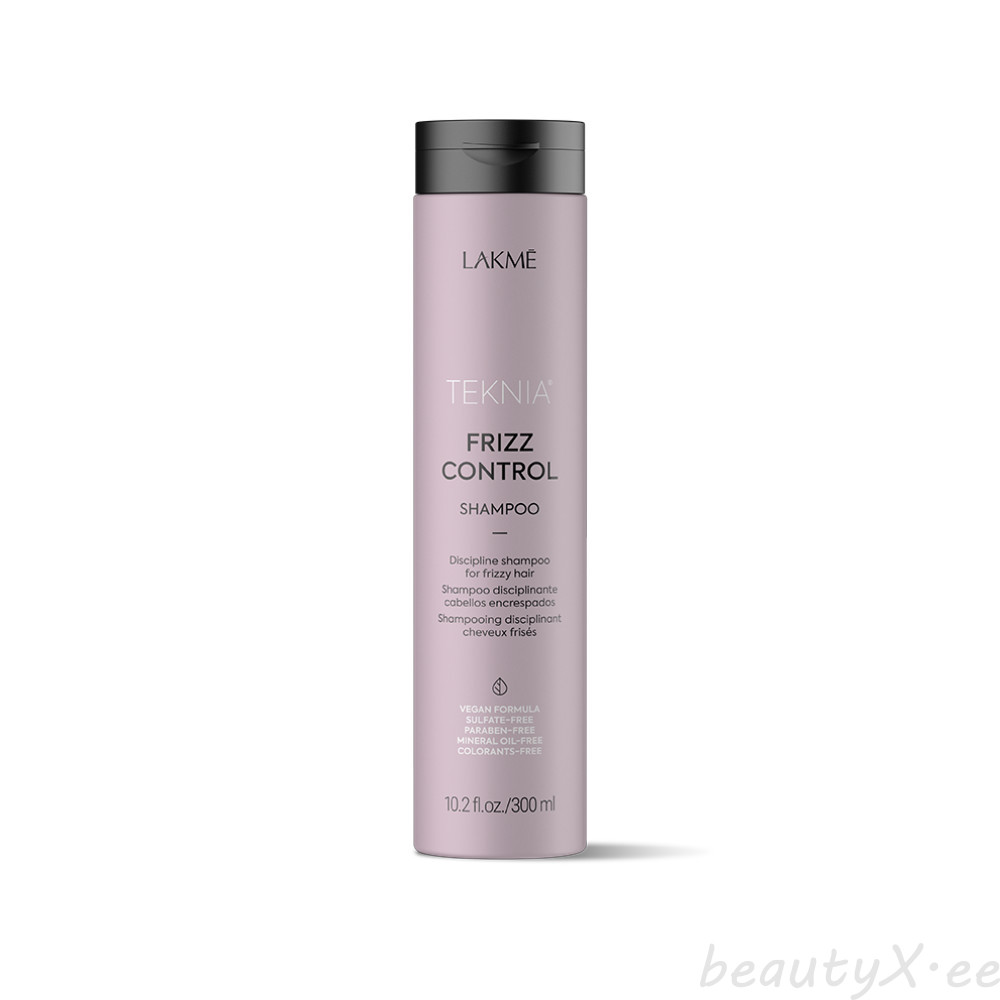 LAKMĒ
TEKNIA®
FRIZZ
CONTROL
SHAMPOO
Discipline shampoo
for frizzy hair
Shampoo disciplinante
cabellos encrespados
Shampooing disciplinant
cheveux frisés
VEGAN FORMULA
SULFATE-FREE
PARABEN-FREE
MINERAL OIL-FREE
COLORANTS-FREE
10.2 fl.oz./300 ml
beautyX.ee